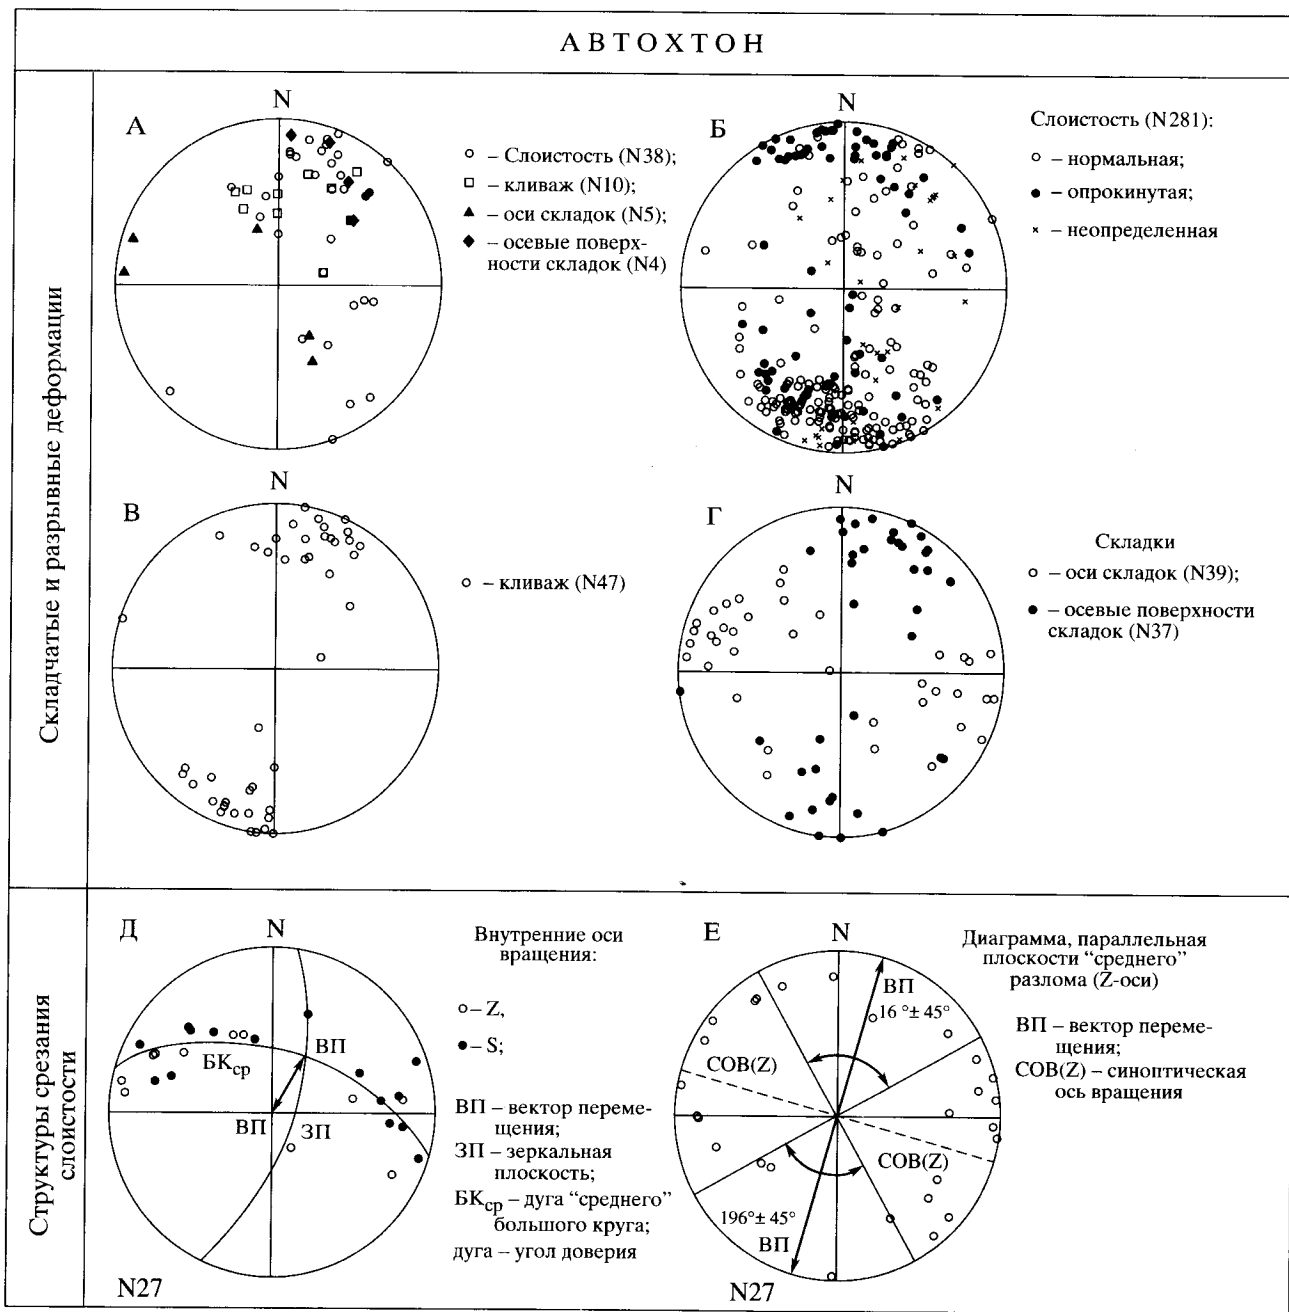 АВТОХТОН
Складчатые и разрывные деформации
А
N
○ – Слоистость (N38);
□ – кливаж (N10);
▲ – оси складок (N5);
◆ – осевые поверх-
ности складок (N4)
Б
N
Слоистость (N281):
○ – нормальная;
● – опрокинутая;
× – неопределенная
В
N
○ – кливаж (N47)
Г
N
Складки
○ – оси складок (N39);
● – осевые поверхности
складок (N37)
Структуры срезания
слоистости
Д
N
БКср
ВП
ВП
ЗП
N27
Внутренние оси
вращения:
○ – Z,
● – S;
ВП – вектор переме-
щения;
ЗП – зеркальная
плоскость;
БКср – дуга “среднего”
большого круга;
дуга – угол доверия
Е
N
ВП
16°± 45°
СОВ(Z)
СОВ(Z)
196°± 45°
ВП
N27
Диаграмма, параллельная
плоскости “среднего”
разлома (Z-оси)
ВП – вектор переме-
щения;
СОВ(Z) – синоптическая
ось вращения